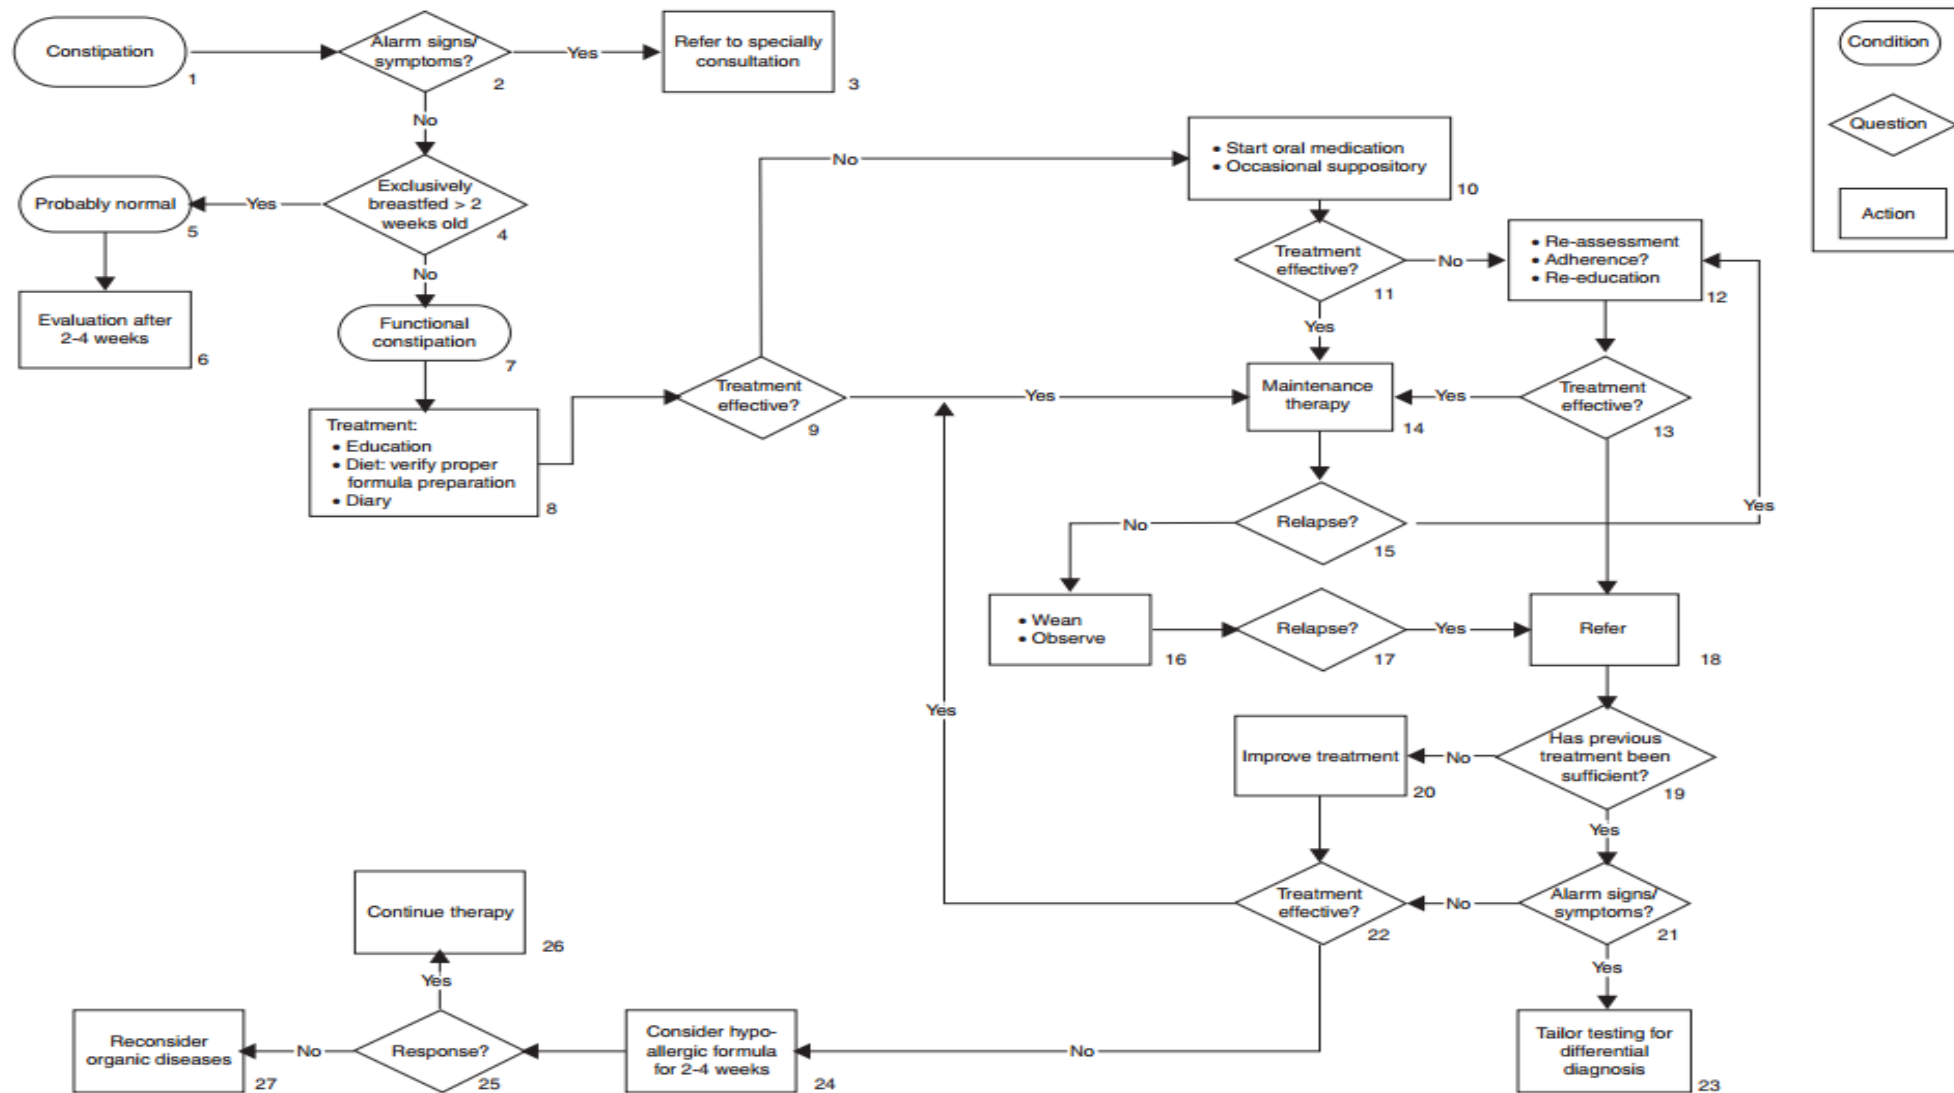 Constipation
1
Alarm signs/
symptoms?
2
Yes
Refer to specially
consultation
3
No
Exclusively
breastfed > 2
weeks old
4
Yes
Probably normal
5
Evaluation after
2-4 weeks
6
No
Functional
constipation
7
Treatment:
• Education
• Diet: verify proper
formula preparation
• Diary
8
Treatment
effective?
9
No
Yes
• Start oral medication
• Occasional suppository
10
Treatment
effective?
11
No
Yes
• Re-assessment
• Adherence?
• Re-education
12
Treatment
effective?
13
Yes
Maintenance
therapy
14
Relapse?
15
Yes
No
• Wean
• Observe
16
Relapse?
17
Yes
Refer
18
Has previous
treatment been
sufficient?
19
No
Improve treatment
20
Yes
Alarm signs/
symptoms?
21
No
Treatment
effective?
22
Yes
Yes
Tailor testing for
differential
diagnosis
23
No
Consider hypo-
allergic formula
for 2-4 weeks
24
Response?
25
Yes
Continue therapy
26
No
Reconsider
organic diseases
27
Condition
Question
Action